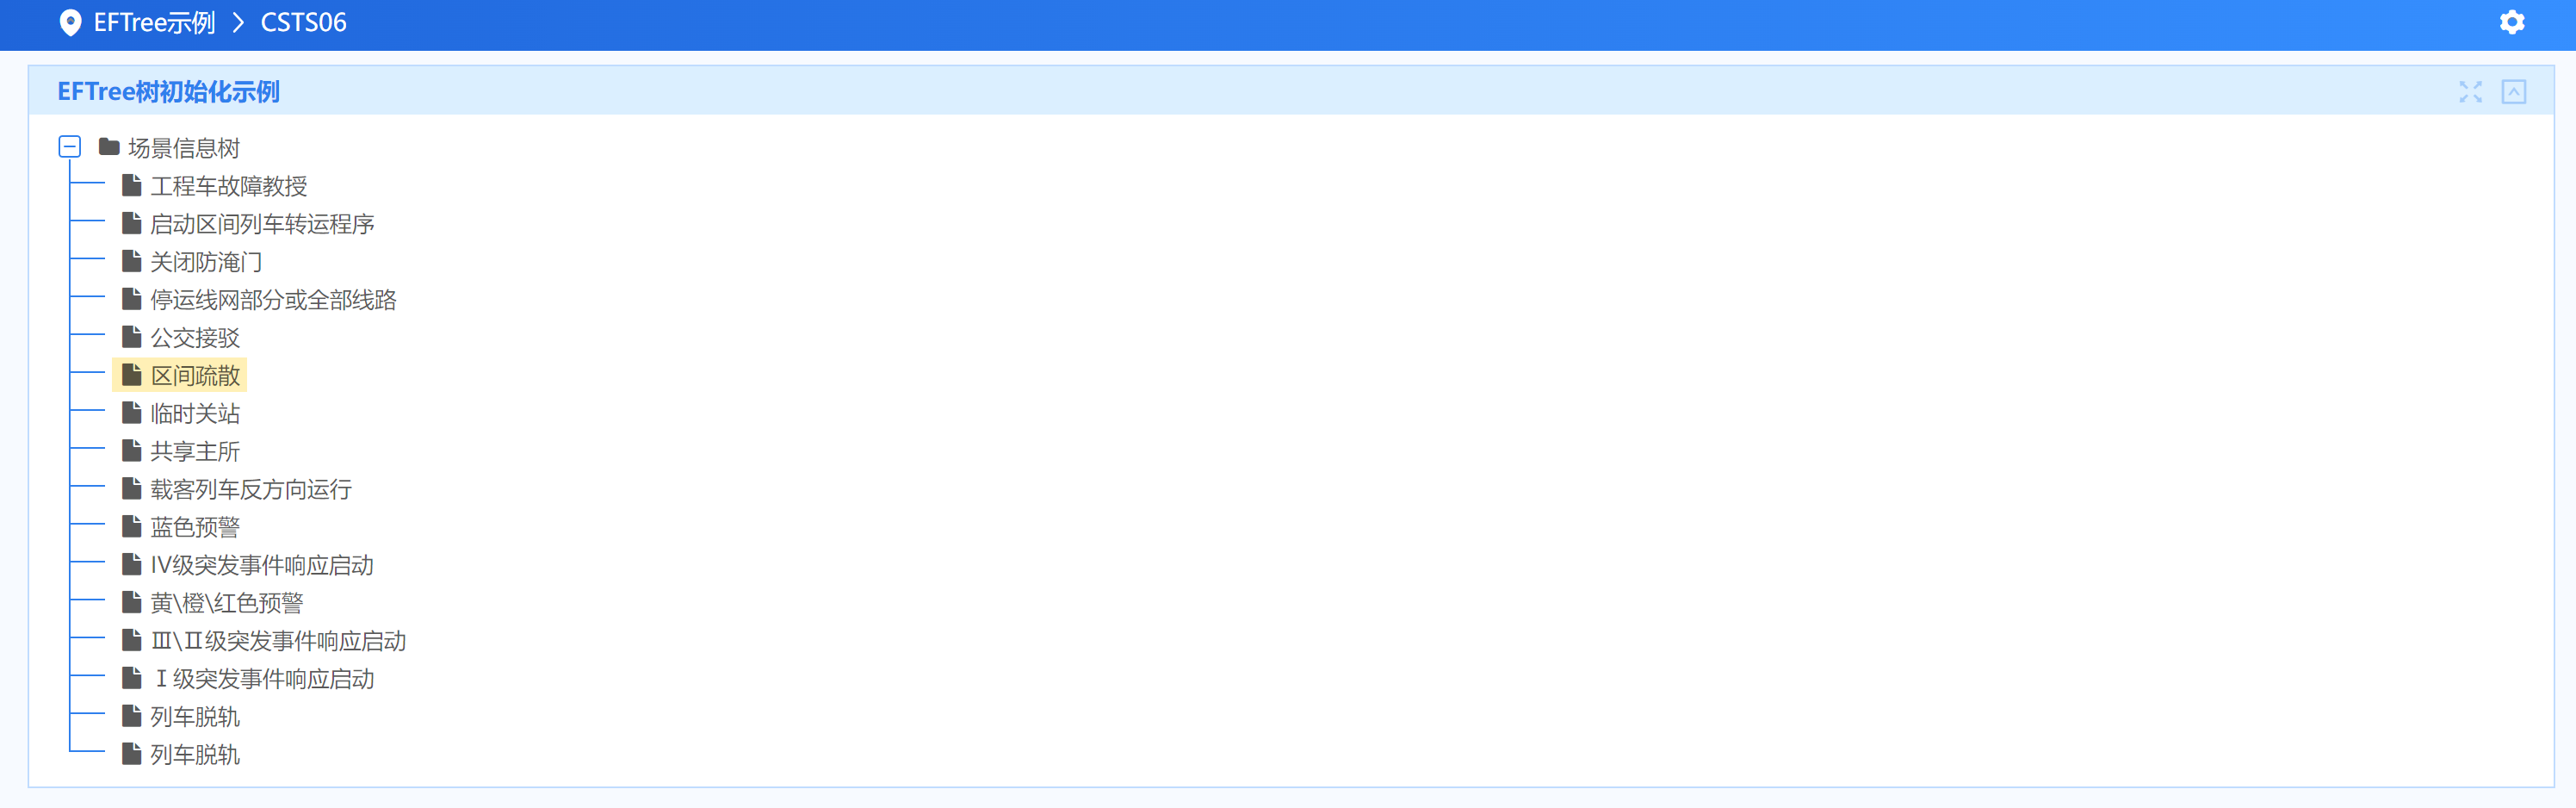 EFTree示例 > CSTS06
EFTree树初始化示例
场景信息树
工程车故障教授
启动区间列车转运程序
关闭防淹门
停运线网部分或全部线路
公交接驳
区间疏散
临时关站
共享主所
载客列车反方向运行
蓝色预警
IV级突发事件响应启动
黄\橙\红色预警
Ⅲ\Ⅱ级突发事件响应启动
Ⅰ级突发事件响应启动
列车脱轨
列车脱轨